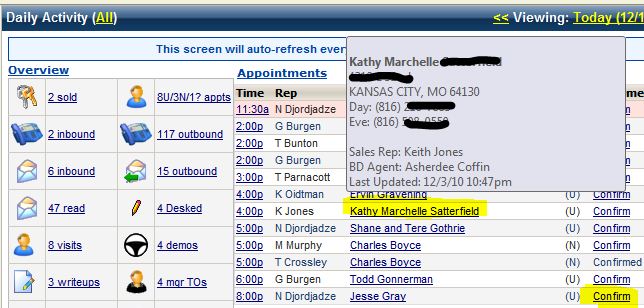 Daily Activity (All)
<< Viewing: Today (12/1
This screen will auto-refresh ever
Overview
2 sold
8U/3N/1? appts
2 inbound
117 outbound
6 inbound
15 outbound
47 read
4 Desked
8 visits
4 demos
3 writeups
4 mgr TOs
Appointments
Time Rep
11:30a N Djordjadze
2:00p G Burgen
2:00p T Bunton
2:00p G Burgen
3:00p T Parnacott
4:00p K Oidtman Ervin Gravening (U) Confirm
4:00p K Jones Kathy Marchelle Satterfield (U) Confirm
5:00p N Djordjadze Shane and Tere Gothrie (U) Confirm
5:00p M Murphy Charles Boyce (N) Confirm
5:00p T Crossley Charles Boyce (N) Confirmed
6:00p G Burgen Todd Gonnerman (U) Confirm
8:00p N Djordjadze Jesse Gray (U) Confirm
Kathy Marchelle
KANSAS CITY, MO 64130
Day: (816)
Eve: (816)
Sales Rep: Keith Jones
BD Agent: Asherdee Coffin
Last Updated: 12/3/10 10:47pm